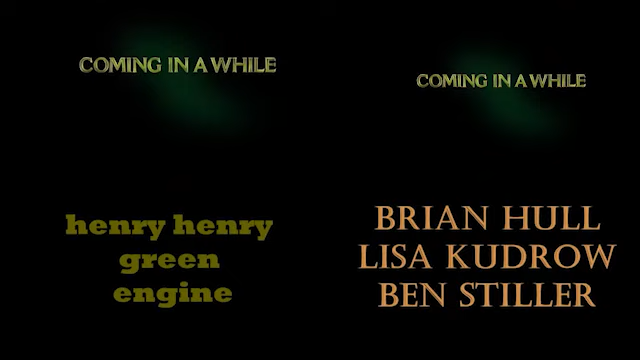 COMING IN A WHILE
COMING IN A WHILE
henry henry
green
engine
BRIAN HULL
LISA KUDROW
BEN STILLER